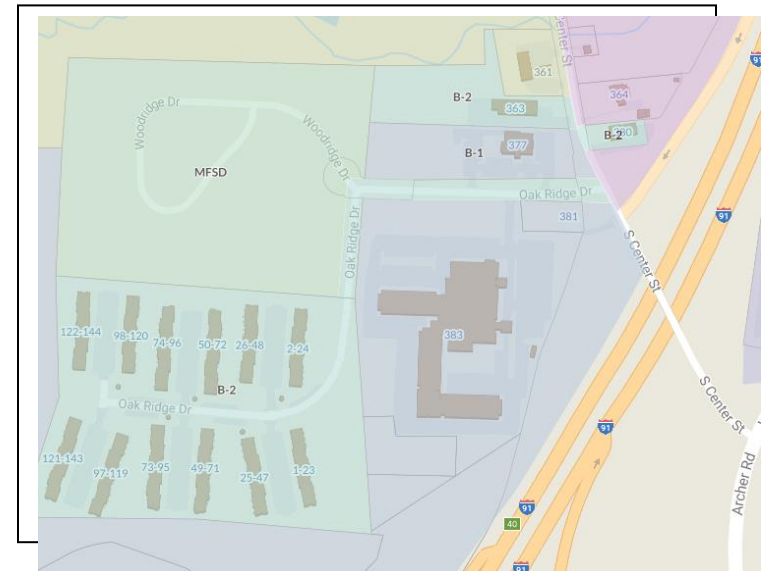 Center St
91
361
364
B-2
363
B-2
380
Woodridge Dr
Woodridge Dr
377
B-1
MFSD
Oak Ridge Dr
381
91
Oak Ridge Dr
S Center St
91
383
122-144
98-120
74-96
50-72
26-48
2-24
B-2
Oak Ridge Dr
S Center St
91
121-143
97-119
73-95
49-71
25-47
1-23
Archer Rd
91
40
91